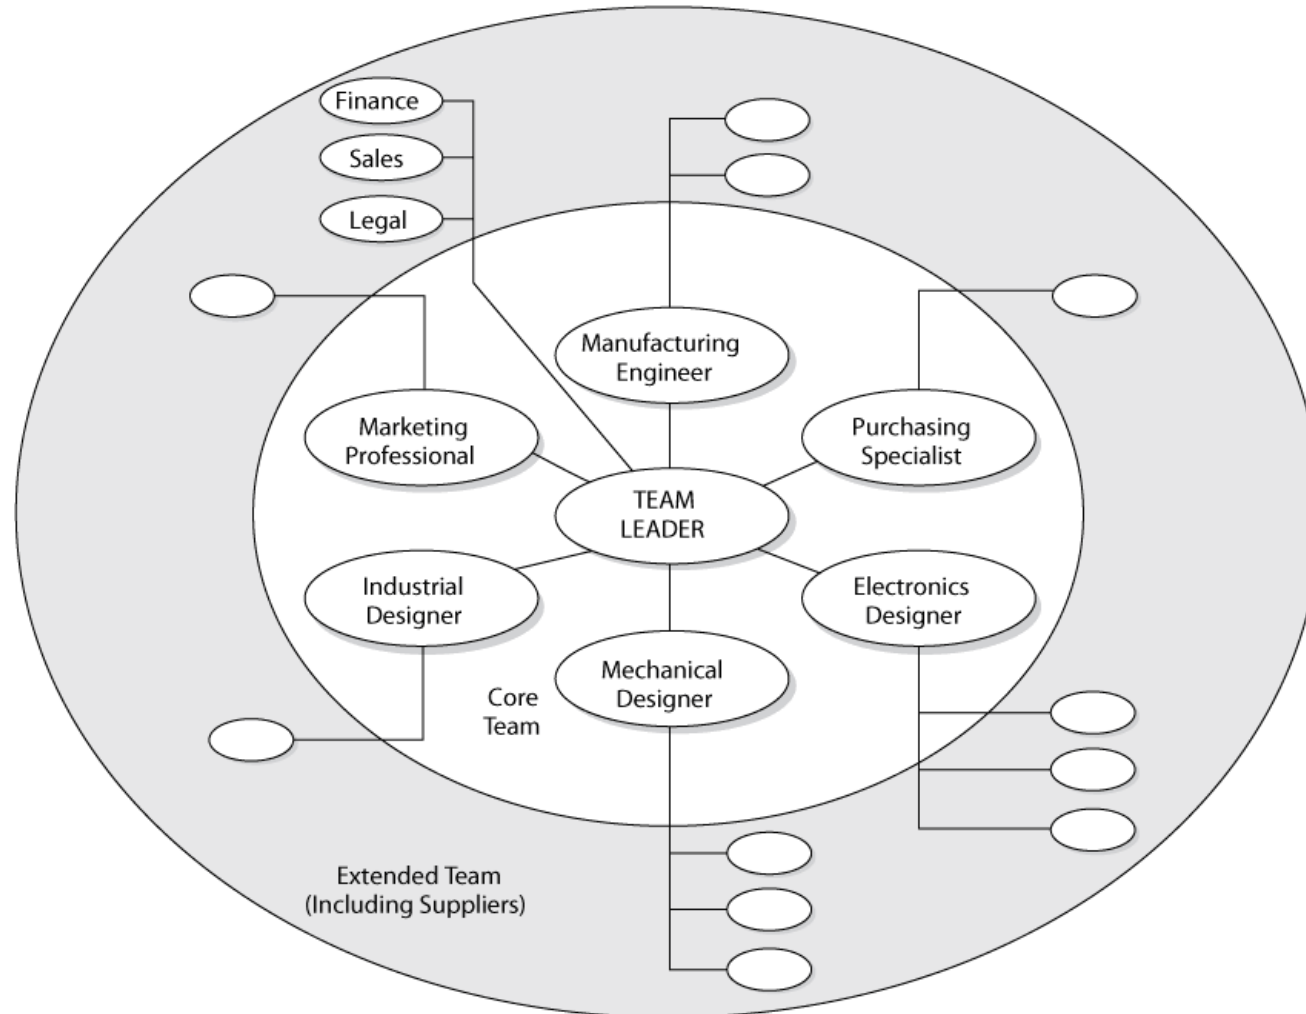 Finance
Sales
Legal
Manufacturing
Engineer
Marketing
Professional
Purchasing
Specialist
TEAM
LEADER
Industrial
Designer
Electronics
Designer
Mechanical
Designer
Core
Team
Extended Team
(Including Suppliers)